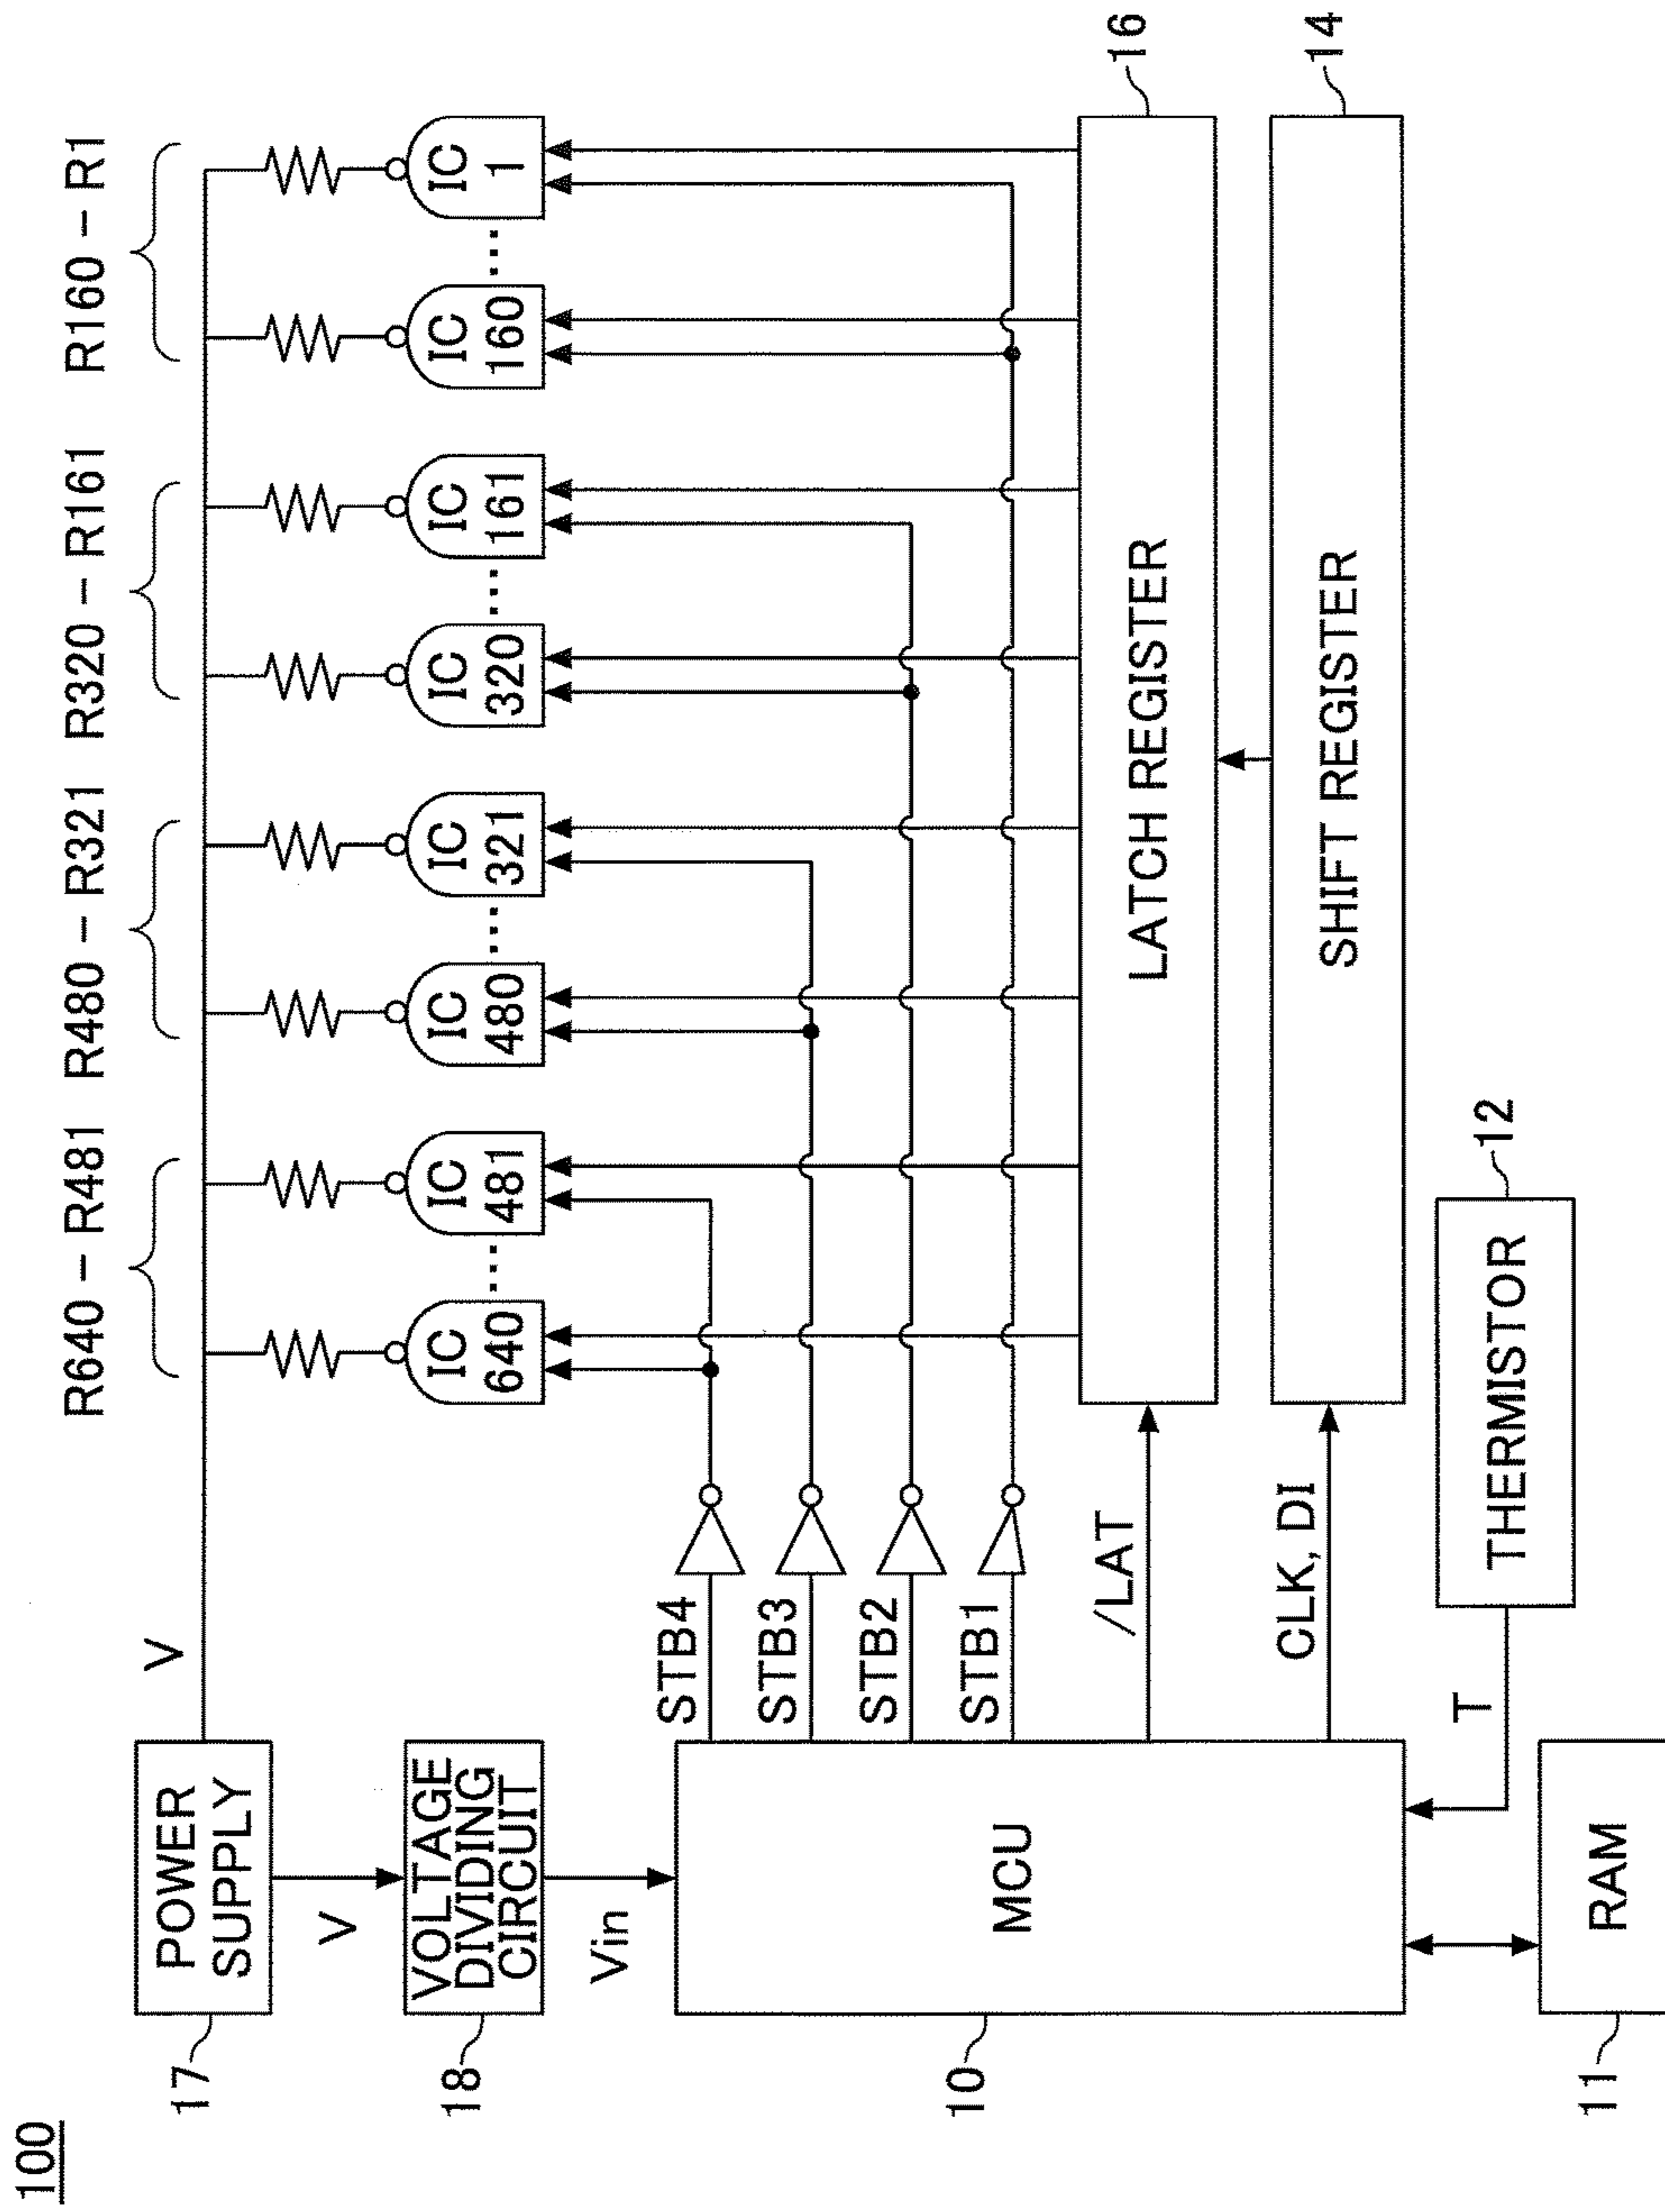 100
R640 – R481 R480 – R321 R320 – R161 R160 – R1
17
POWER
SUPPLY
V
V
18
VOLTAGE
DIVIDING
CIRCUIT
Vin
IC
640
...
IC
481
IC
480
...
IC
321
IC
320
...
IC
161
IC
160
...
IC
1
STB4
STB3
STB2
STB1
10
MCU
/LAT
LATCH REGISTER
16
CLK, DI
SHIFT REGISTER
14
T
THERMISTOR
12
11
RAM